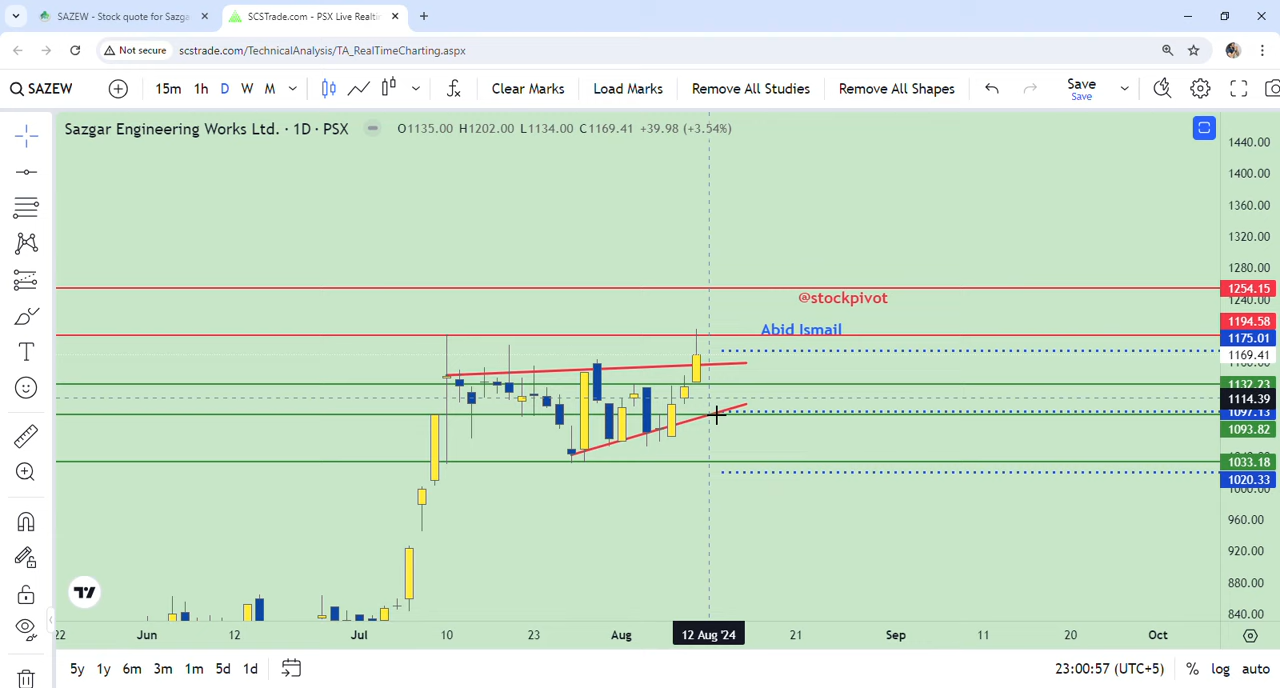 SAZEW - Stock quote for Sazga
SCSTrade.com - PSX Live Realtim
Not secure
scstrade.com/TechnicalAnalysis/TA_RealTimeCharting.aspx
SAZEW
15m 1h D W M
Clear Marks
Load Marks
Remove All Studies
Remove All Shapes
Save
Save
Sazgar Engineering Works Ltd. · 1D · PSX
O1135.00 H1202.00 L1134.00 C1169.41 +39.98 (+3.54%)
1440.00
1400.00
1360.00
1320.00
1280.00
1254.15
1240.00
@stockpivot
1194.58
Abid Ismail
1175.01
1169.41
1132.23
1114.39
1097.13
1093.82
1033.18
1020.33
1000.00
960.00
920.00
880.00
840.00
22 Jun 12 Jul 10 23 Aug 12 Aug '24 21 Sep 11 20 Oct
5y 1y 6m 3m 1m 5d 1d
23:00:57 (UTC+5) % log auto